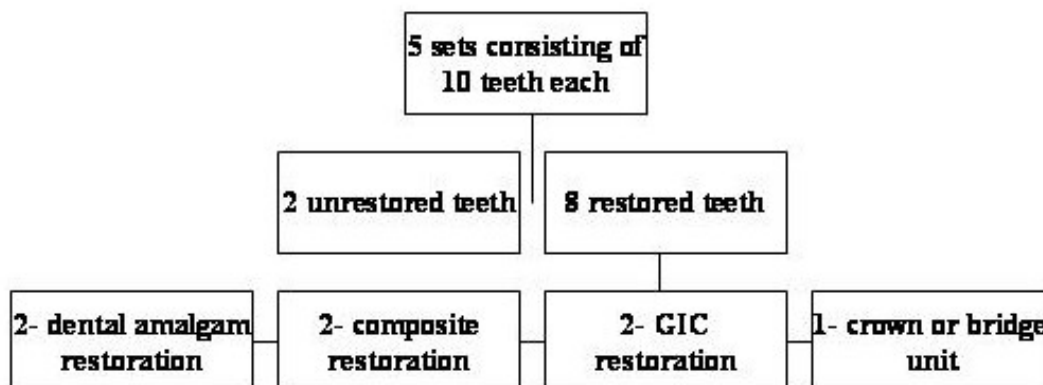 5 sets consisting of
10 teeth each
2 unrestored teeth
8 restored teeth
2- dental amalgam
restoration
2- composite
restoration
2- GIC
restoration
1- crown or bridge
unit